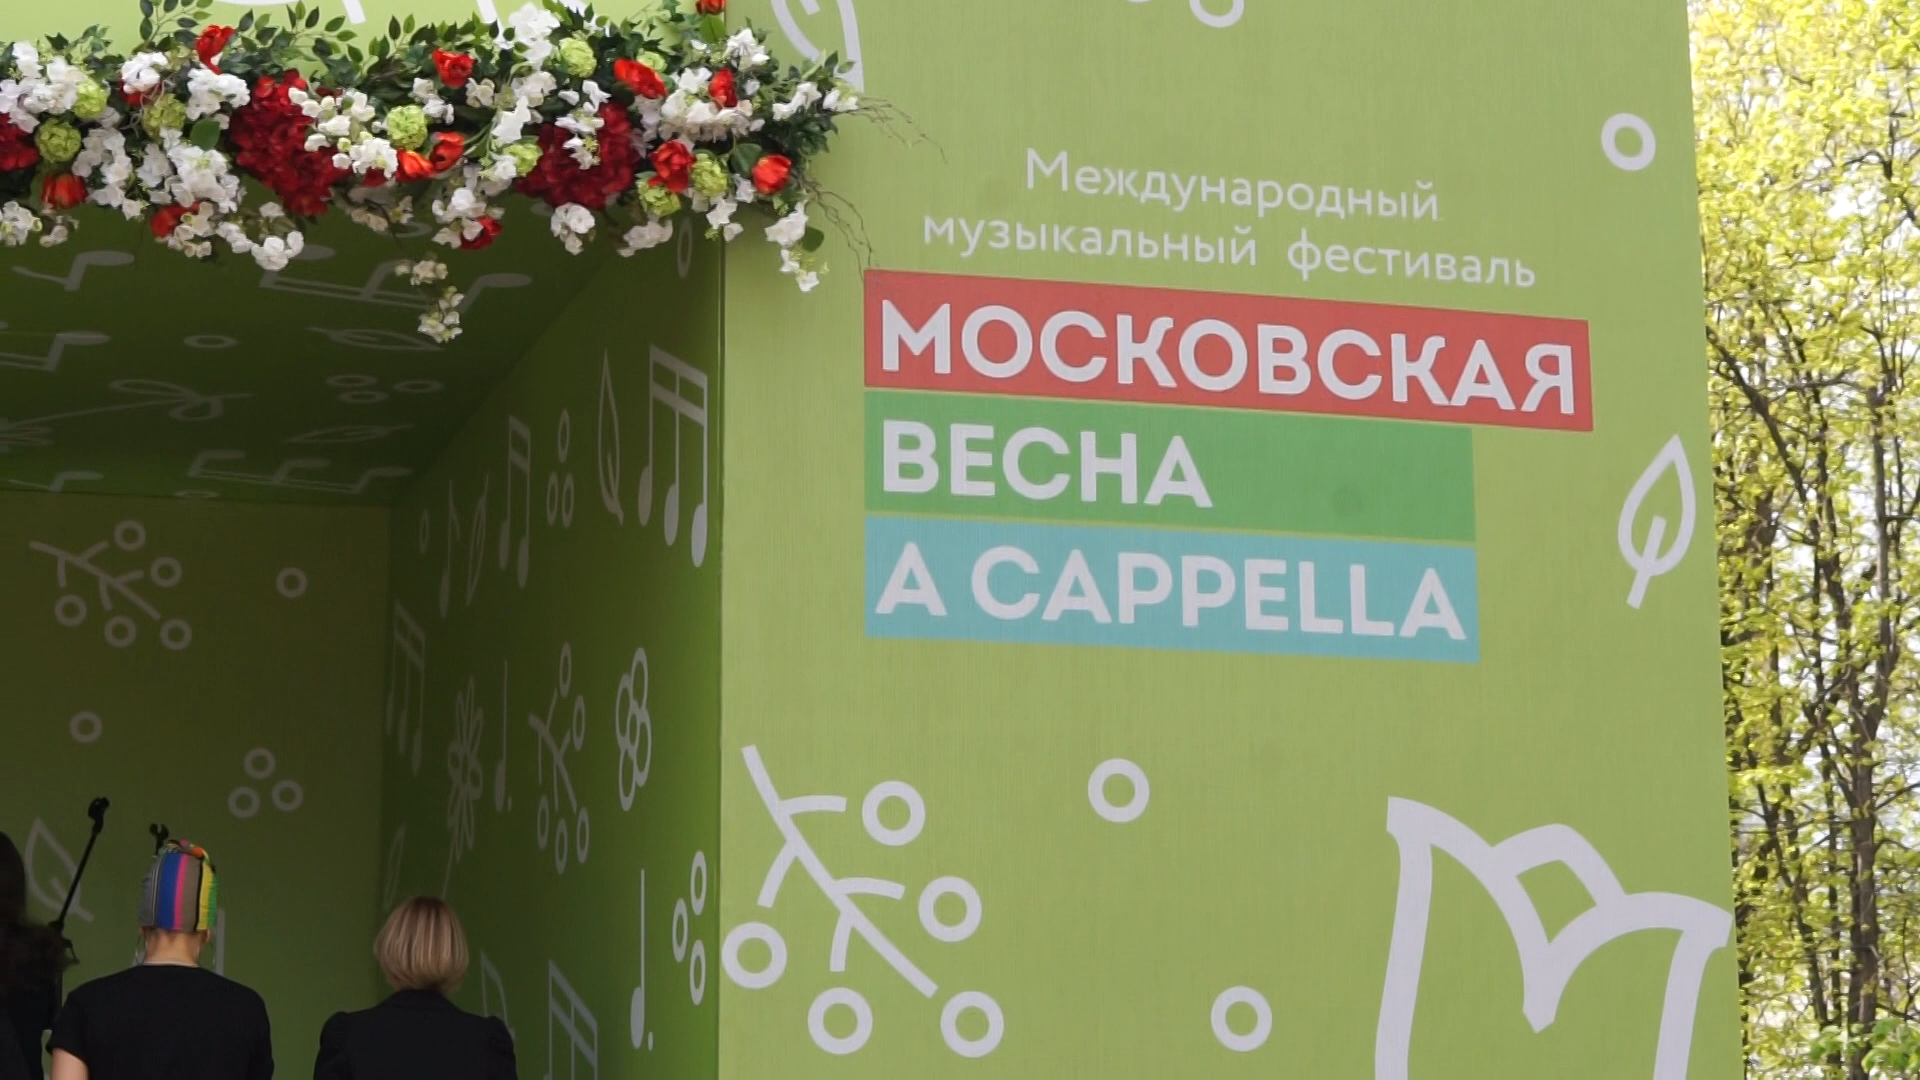 Международный
музыкальный фестиваль
МОСКОВСКАЯ
ВЕСНА
A CAPPELLA